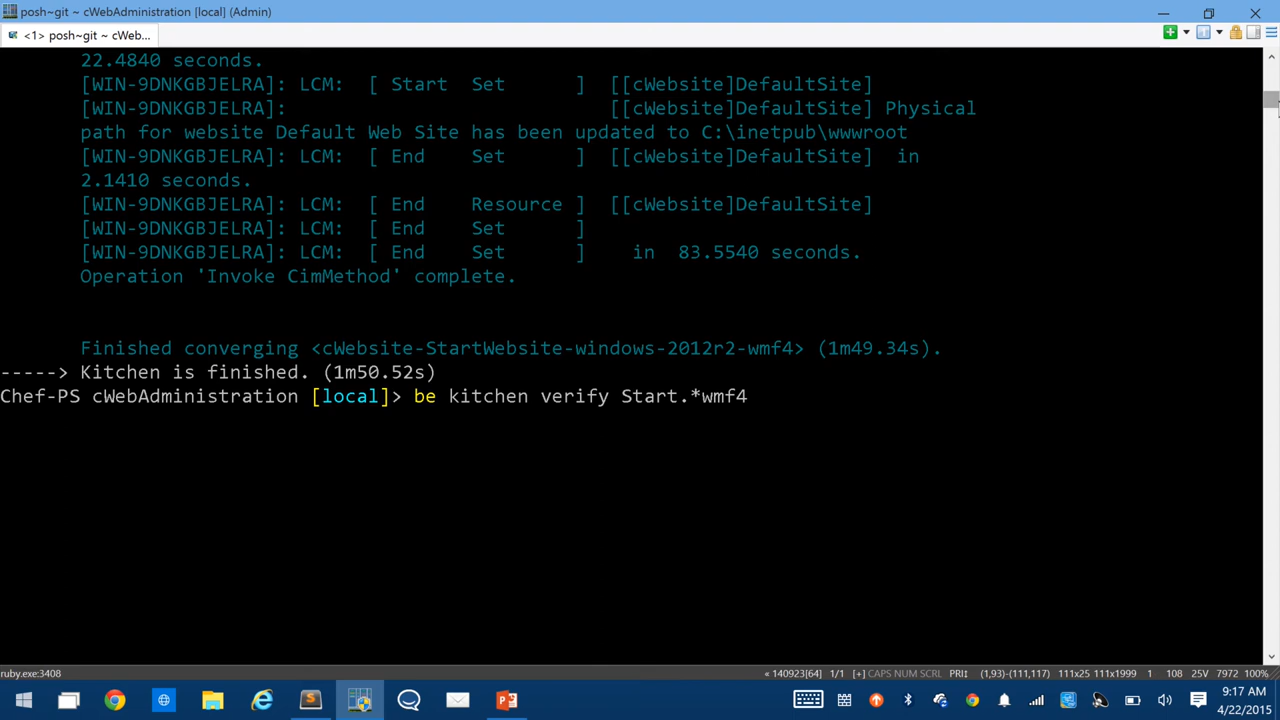 posh~git ~ cWebAdministration [local] (Admin)
<1> posh~git ~ cWeb...
22.4840 seconds.
[WIN-9DNKGBJELRA]: LCM: [ Start Set ] [[cWebsite]DefaultSite]
[WIN-9DNKGBJELRA]: [[cWebsite]DefaultSite] Physical
path for website Default Web Site has been updated to C:\inetpub\wwwroot
[WIN-9DNKGBJELRA]: LCM: [ End Set ] [[cWebsite]DefaultSite] in
2.1410 seconds.
[WIN-9DNKGBJELRA]: LCM: [ End Resource ] [[cWebsite]DefaultSite]
[WIN-9DNKGBJELRA]: LCM: [ End Set ]
[WIN-9DNKGBJELRA]: LCM: [ End Set ] in 83.5540 seconds.
Operation 'Invoke CimMethod' complete.
Finished converging <cWebsite-StartWebsite-windows-2012r2-wmf4> (1m49.34s).
-----> Kitchen is finished. (1m50.52s)
Chef-PS cWebAdministration [local]> be kitchen verify Start.*wmf4
ruby.exe:3408 « 140923[64] 1/1 [+] CAPS NUM SCRL PRI↕ (1,93)-(111,117) 111x25 111x1999 1 108 25V 7972 100%
9:17 AM
4/22/2015